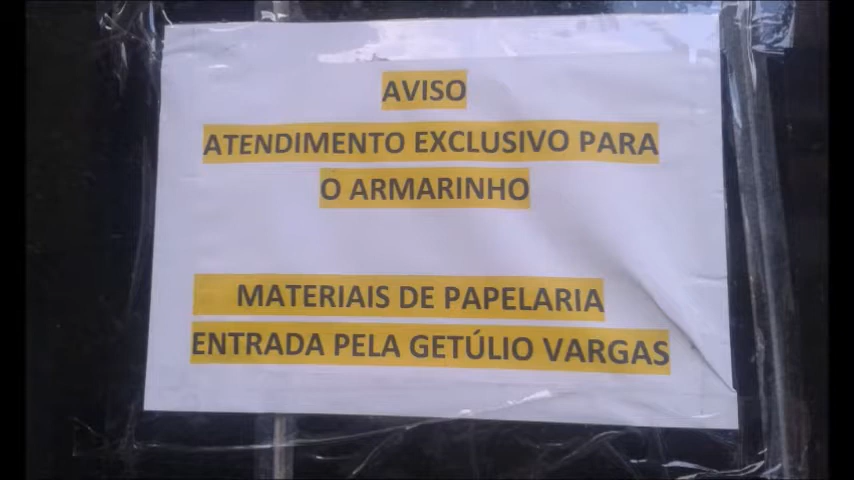 AVISO
ATENDIMENTO EXCLUSIVO PARA
O ARMARINHO
MATERIAIS DE PAPELARIA
ENTRADA PELA GETÚLIO VARGAS